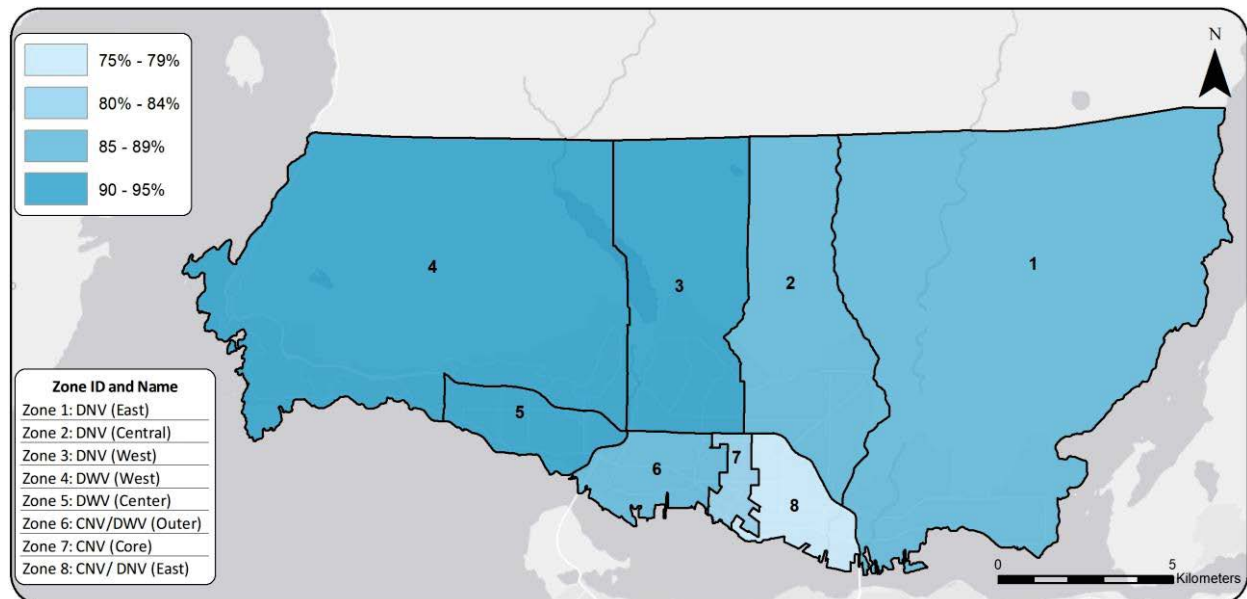 75% - 79%
80% - 84%
85 - 89%
90 - 95%
N
4
3
2
1
5
6
7
8
Zone ID and Name
Zone 1: DNV (East)
Zone 2: DNV (Central)
Zone 3: DNV (West)
Zone 4: DWV (West)
Zone 5: DWV (Center)
Zone 6: CNV/DWV (Outer)
Zone 7: CNV (Core)
Zone 8: CNV/ DNV (East)
0 5
Kilometers